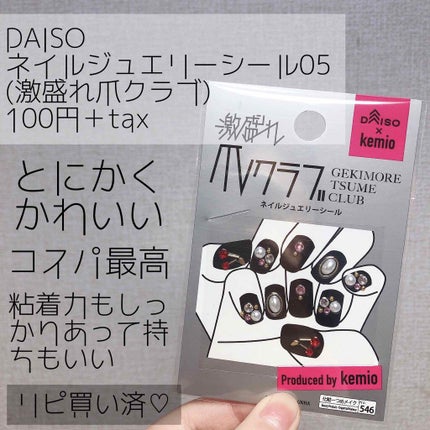 DAISO
ネイルジュエリーシール05
(激盛れ爪クラブ)
100円＋tax
とにかく
かわいい
コスパ最高
粘着力もしっ
かりあって持
ちもいい
リピ買い済♡
DAISO
×
kemio
激盛れ
爪クラブ
GEKIMORE
TSUME
CLUB
ネイルジュエリーシール
Produced by kemio
546